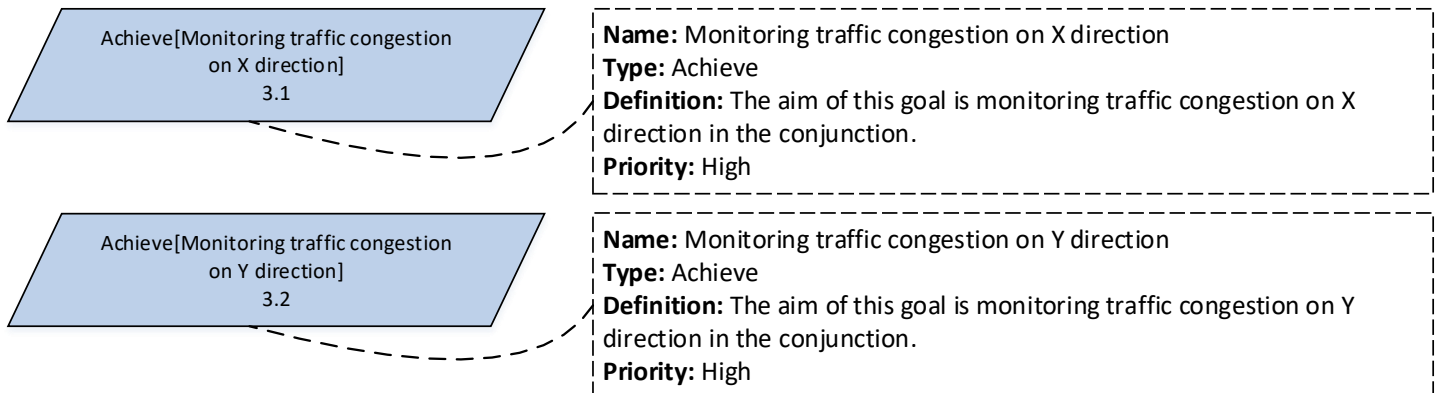 Achieve[Monitoring traffic congestion
on X direction]
3.1
Name: Monitoring traffic congestion on X direction
Type: Achieve
Definition: The aim of this goal is monitoring traffic congestion on X
direction in the conjunction.
Priority: High
Achieve[Monitoring traffic congestion
on Y direction]
3.2
Name: Monitoring traffic congestion on Y direction
Type: Achieve
Definition: The aim of this goal is monitoring traffic congestion on Y
direction in the conjunction.
Priority: High